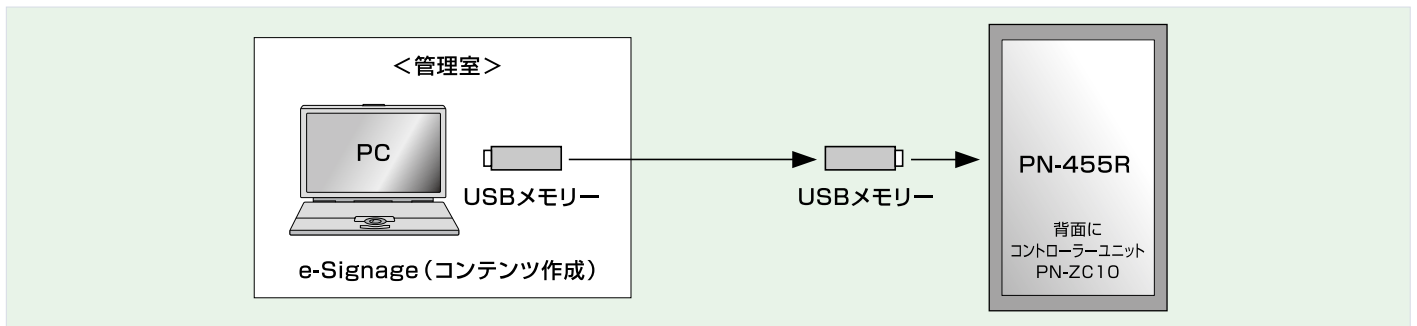 ＜管理室＞
PC
USBメモリー
e-Signage（コンテンツ作成）
USBメモリー
PN-455R
背面に
コントローラーユニット
PN-ZC10